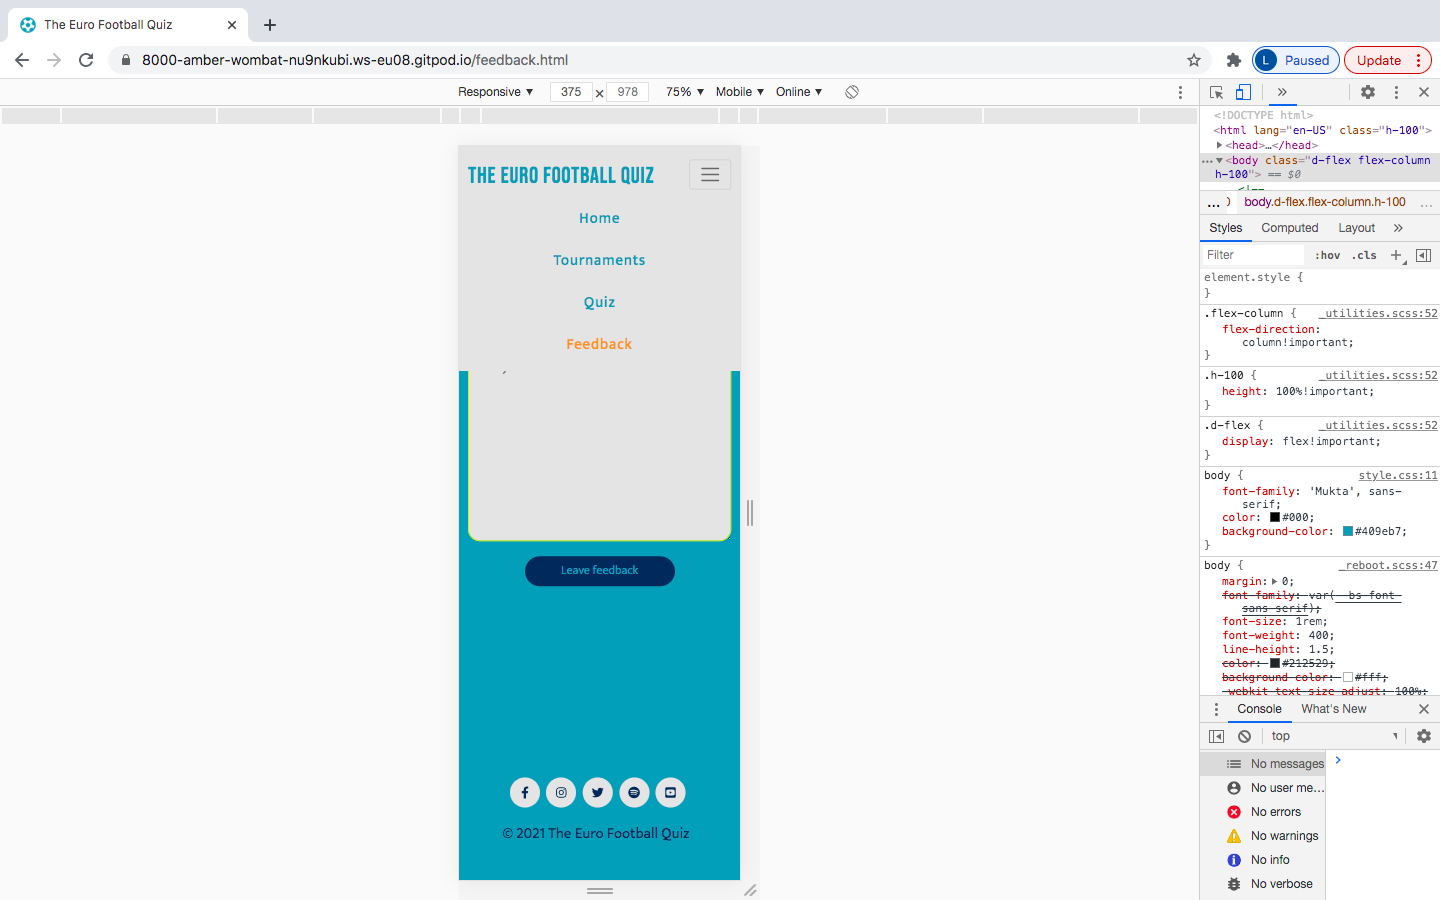 The Euro Football Quiz
8000-amber-wombat-nu9nkubi.ws-eu08.gitpod.io/feedback.html
L Paused
Update
Responsive ▼ 375 × 978 75% ▼ Mobile ▼ Online ▼
THE EURO FOOTBALL QUIZ
Home
Tournaments
Quiz
Feedback
Leave feedback
© 2021 The Euro Football Quiz
<!DOCTYPE html>
<html lang="en-US" class="h-100">
▶<head>…</head>
…▼<body class="d-flex flex-column
h-100"> == $0
<!--
... body.d-flex.flex-column.h-100 ...
Styles Computed Layout »
Filter :hov .cls +
element.style {
}
.flex-column { _utilities.scss:52
flex-direction:
column!important;
}
.h-100 { _utilities.scss:52
height: 100%!important;
}
.d-flex { _utilities.scss:52
display: flex!important;
}
body { style.css:11
font-family: 'Mukta', sans-
serif;
color: #000;
background-color: #409eb7;
}
body { _reboot.scss:47
margin: ▶ 0;
font-family: var(--bs-font-
sans-serif);
font-size: 1rem;
font-weight: 400;
line-height: 1.5;
color: #212529;
background-color: #fff;
-webkit-text-size-adjust: 100%;
Console What's New
top
No messages
No user me...
No errors
No warnings
No info
No verbose